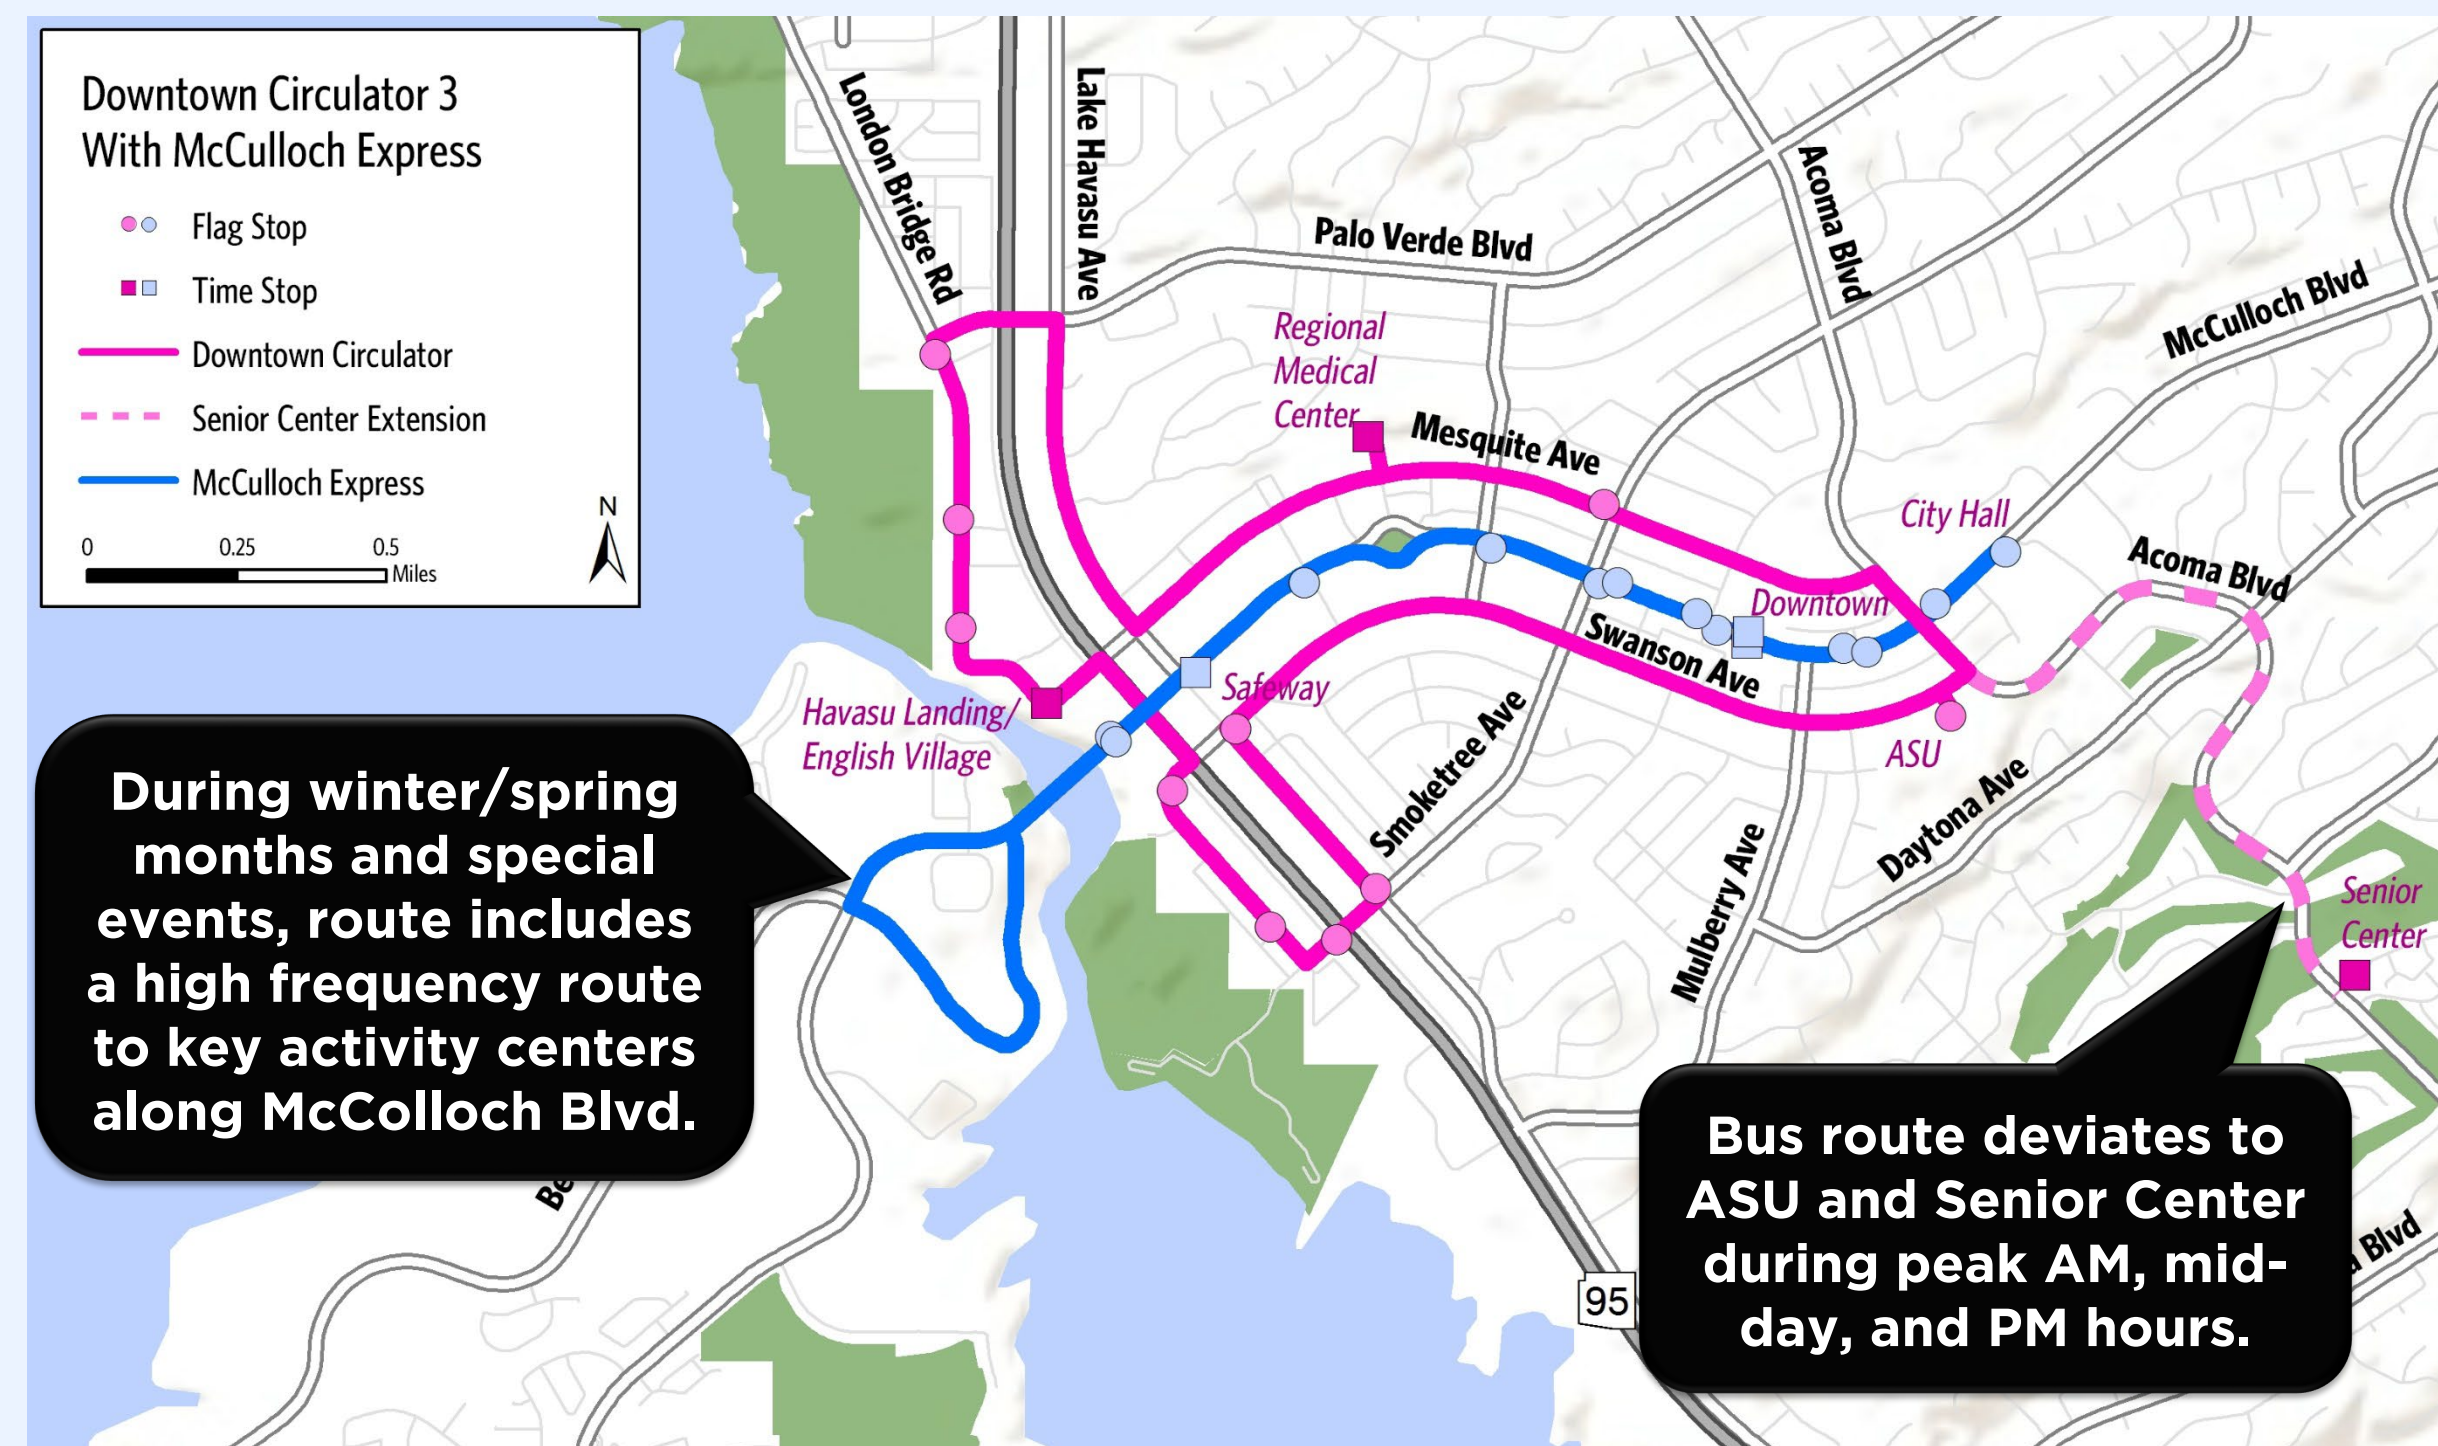 Downtown Circulator 3
With McCulloch Express
Flag Stop
Time Stop
Downtown Circulator
Senior Center Extension
McCulloch Express
N
0 0.25 0.5
Miles
London Bridge Rd
Lake Havasu Ave
Palo Verde Blvd
Acoma Blvd
McCulloch Blvd
Regional
Medical
Center
Mesquite Ave
City Hall
Acoma Blvd
Downtown
Swanson Ave
Safeway
Havasu Landing/
English Village
Smoketree Ave
ASU
Daytona Ave
Mulberry Ave
Senior
Center
During winter/spring
months and special
events, route includes
a high frequency route
to key activity centers
along McColloch Blvd.
Bus route deviates to
ASU and Senior Center
during peak AM, mid-
day, and PM hours.
95
Blvd